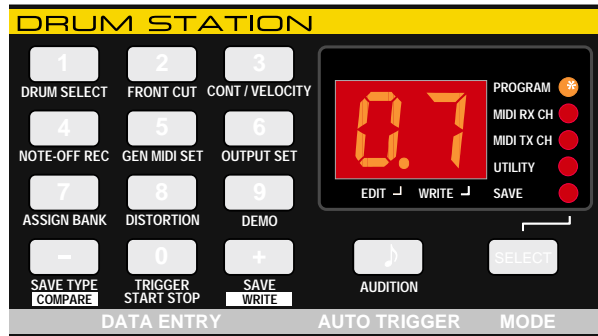 DRUM STATION
1 2 3
DRUM SELECT FRONT CUT CONT / VELOCITY
4 5 6
NOTE-OFF REC GEN MIDI SET OUTPUT SET
7 8 9
ASSIGN BANK DISTORTION DEMO
– 0 +
SAVE TYPE TRIGGER SAVE
COMPARE START STOP WRITE
DATA ENTRY
0.7
EDIT WRITE
PROGRAM *
MIDI RX CH
MIDI TX CH
UTILITY
SAVE
♪
AUDITION
AUTO TRIGGER
SELECT
MODE